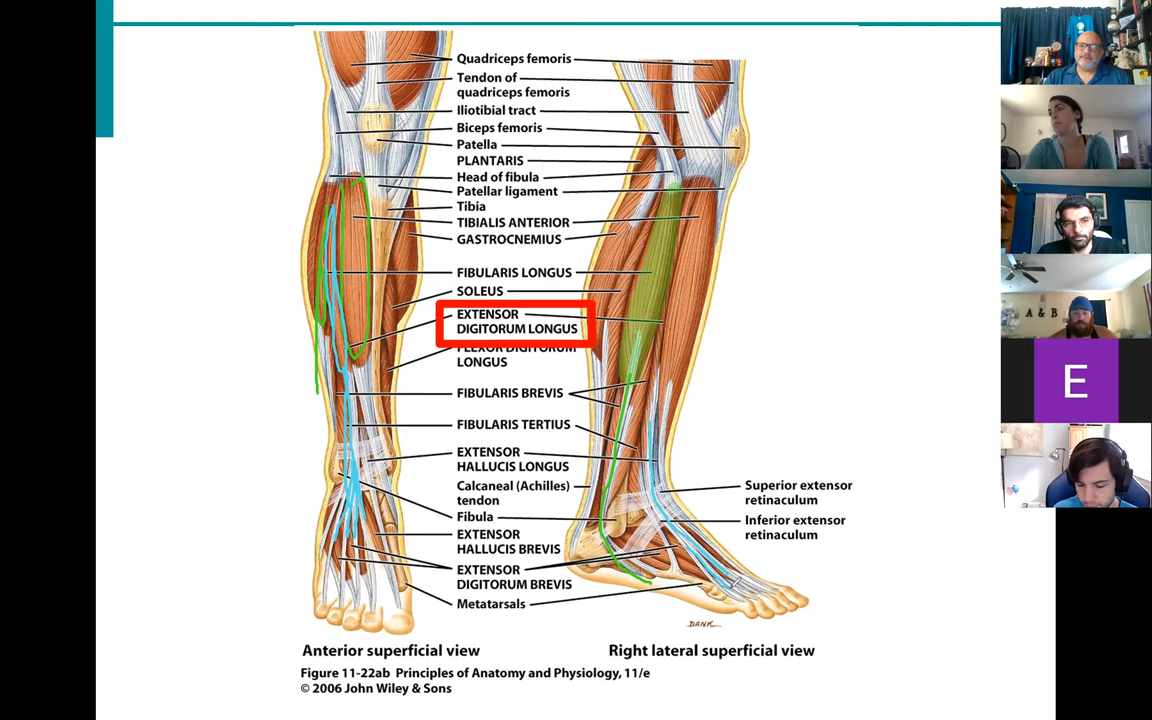 Quadriceps femoris
Tendon of
quadriceps femoris
Iliotibial tract
Biceps femoris
Patella
PLANTARIS
Head of fibula
Patellar ligament
Tibia
TIBIALIS ANTERIOR
GASTROCNEMIUS
FIBULARIS LONGUS
SOLEUS
EXTENSOR
DIGITORUM LONGUS
FLEXOR DIGITORUM
LONGUS
FIBULARIS BREVIS
FIBULARIS TERTIUS
EXTENSOR
HALLUCIS LONGUS
Calcaneal (Achilles)
tendon
Fibula
EXTENSOR
HALLUCIS BREVIS
EXTENSOR
DIGITORUM BREVIS
Metatarsals
Superior extensor
retinaculum
Inferior extensor
retinaculum
DANK
Anterior superficial view
Right lateral superficial view
Figure 11-22ab Principles of Anatomy and Physiology, 11/e
© 2006 John Wiley & Sons
A & B
E